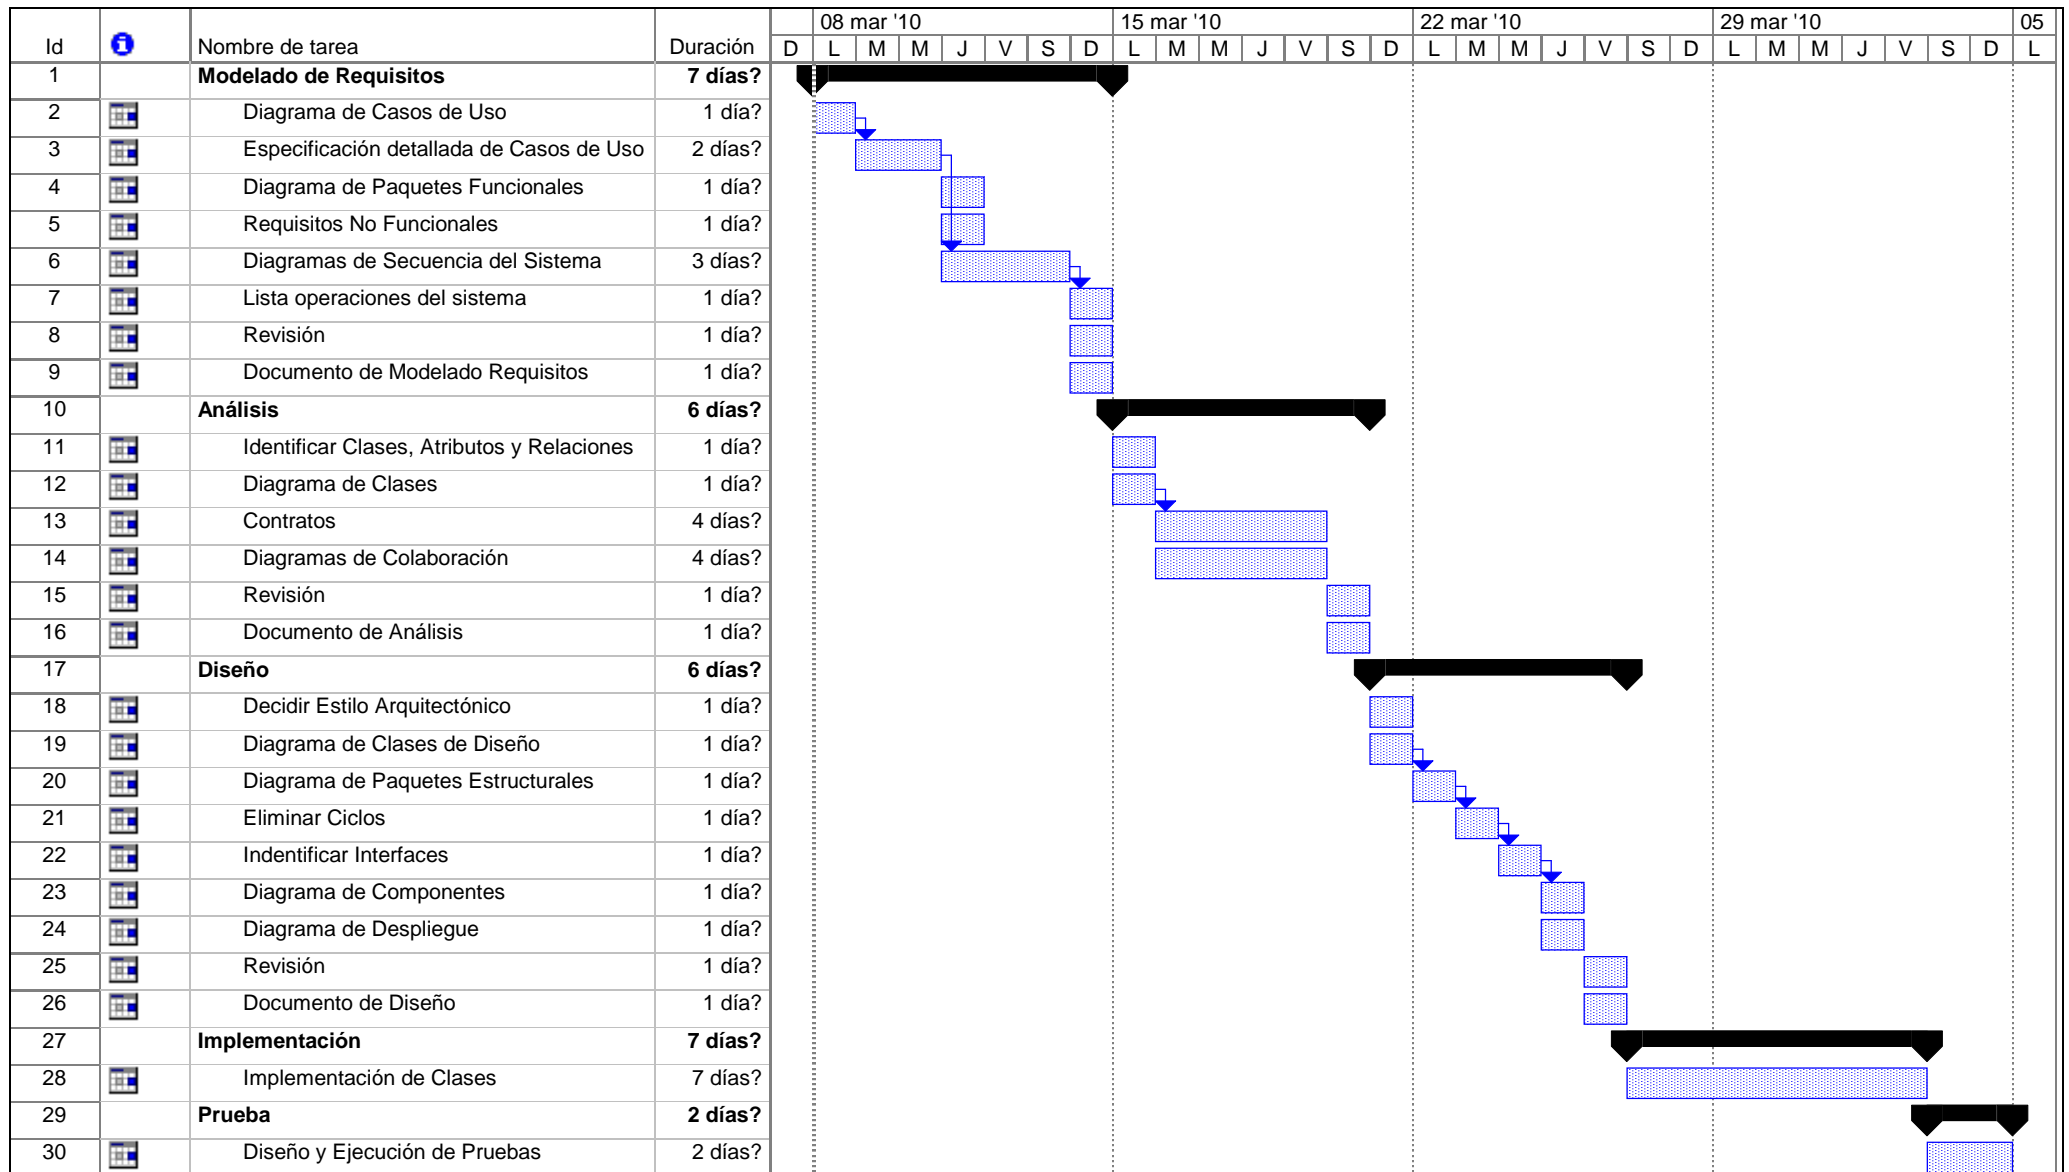 08 mar '10 15 mar '10 22 mar '10 29 mar '10 05
Id Nombre de tarea Duración D L M M J V S D L M M J V S D L M M J V S D L M M J V S D L
1 Modelado de Requisitos 7 días?
2 Diagrama de Casos de Uso 1 día?
3 Especificación detallada de Casos de Uso 2 días?
4 Diagrama de Paquetes Funcionales 1 día?
5 Requisitos No Funcionales 1 día?
6 Diagramas de Secuencia del Sistema 3 días?
7 Lista operaciones del sistema 1 día?
8 Revisión 1 día?
9 Documento de Modelado Requisitos 1 día?
10 Análisis 6 días?
11 Identificar Clases, Atributos y Relaciones 1 día?
12 Diagrama de Clases 1 día?
13 Contratos 4 días?
14 Diagramas de Colaboración 4 días?
15 Revisión 1 día?
16 Documento de Análisis 1 día?
17 Diseño 6 días?
18 Decidir Estilo Arquitectónico 1 día?
19 Diagrama de Clases de Diseño 1 día?
20 Diagrama de Paquetes Estructurales 1 día?
21 Eliminar Ciclos 1 día?
22 Indentificar Interfaces 1 día?
23 Diagrama de Componentes 1 día?
24 Diagrama de Despliegue 1 día?
25 Revisión 1 día?
26 Documento de Diseño 1 día?
27 Implementación 7 días?
28 Implementación de Clases 7 días?
29 Prueba 2 días?
30 Diseño y Ejecución de Pruebas 2 días?